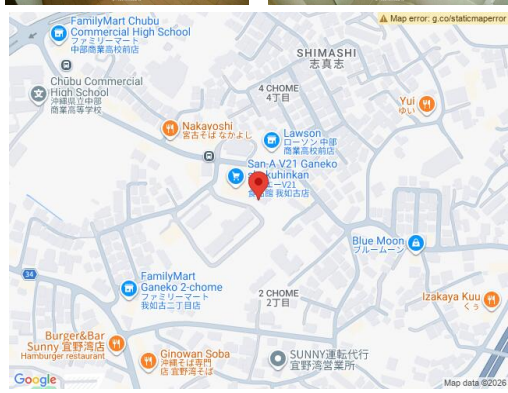 Map error: g.co/staticmaperror
FamilyMart Chubu
Commercial High School
ファミリーマート
中部商業高校前店
SHIMASHI
志真志
Chūbu Commercial
High School
沖縄県立中部
商業高等学校
4 CHOME
4丁目
Yui
ゆい
Nakayoshi
宮古そば なかよし
Lawson
ローソン 中部
商業高校前店
San A V21 Ganeko
エーV21
我如古店
Blue Moon
ブルームーン
34
FamilyMart
Ganeko 2-chome
ファミリーマート
我如古二丁目店
2 CHOME
2丁目
Izakaya Kuu
くぅ
Burger&Bar
Sunny 宜野湾店
Hamburger restaurant
Ginowan Soba
沖縄そば専門
店 宜野湾そば
SUNNY運転代行
宜野湾営業所
Google
Map data ©2026